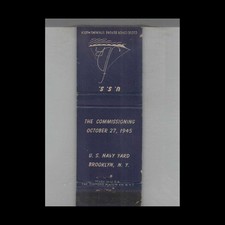 U. S. S.
THE COMMISSIONING
OCTOBER 27, 1945
U. S. NAVY YARD
BROOKLYN, N. Y.